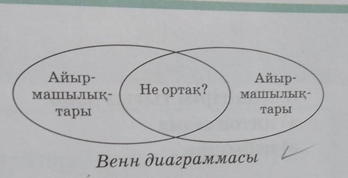 Айыр-
машылық-
тары
Не ортақ?
Айыр-
машылық-
тары
Венн диаграммасы